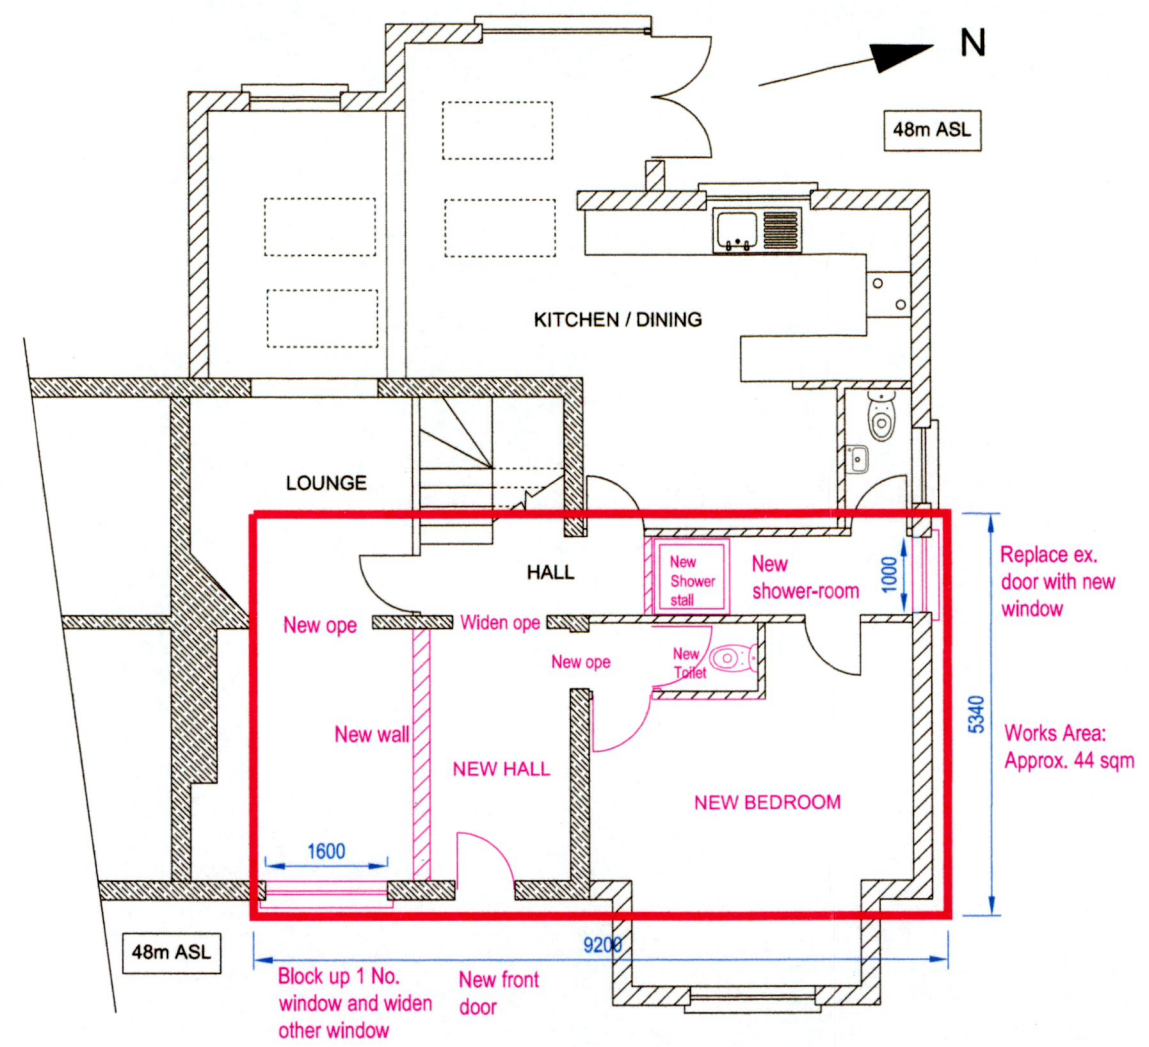 N
48m ASL
KITCHEN / DINING
LOUNGE
HALL
New
Shower
stall
New
shower-room
1000
Replace ex.
door with new
window
New ope
Widen ope
New ope
New
Toilet
5340
New wall
Works Area:
Approx. 44 sqm
NEW HALL
NEW BEDROOM
1600
48m ASL
9200
Block up 1 No.
window and widen
other window
New front
door